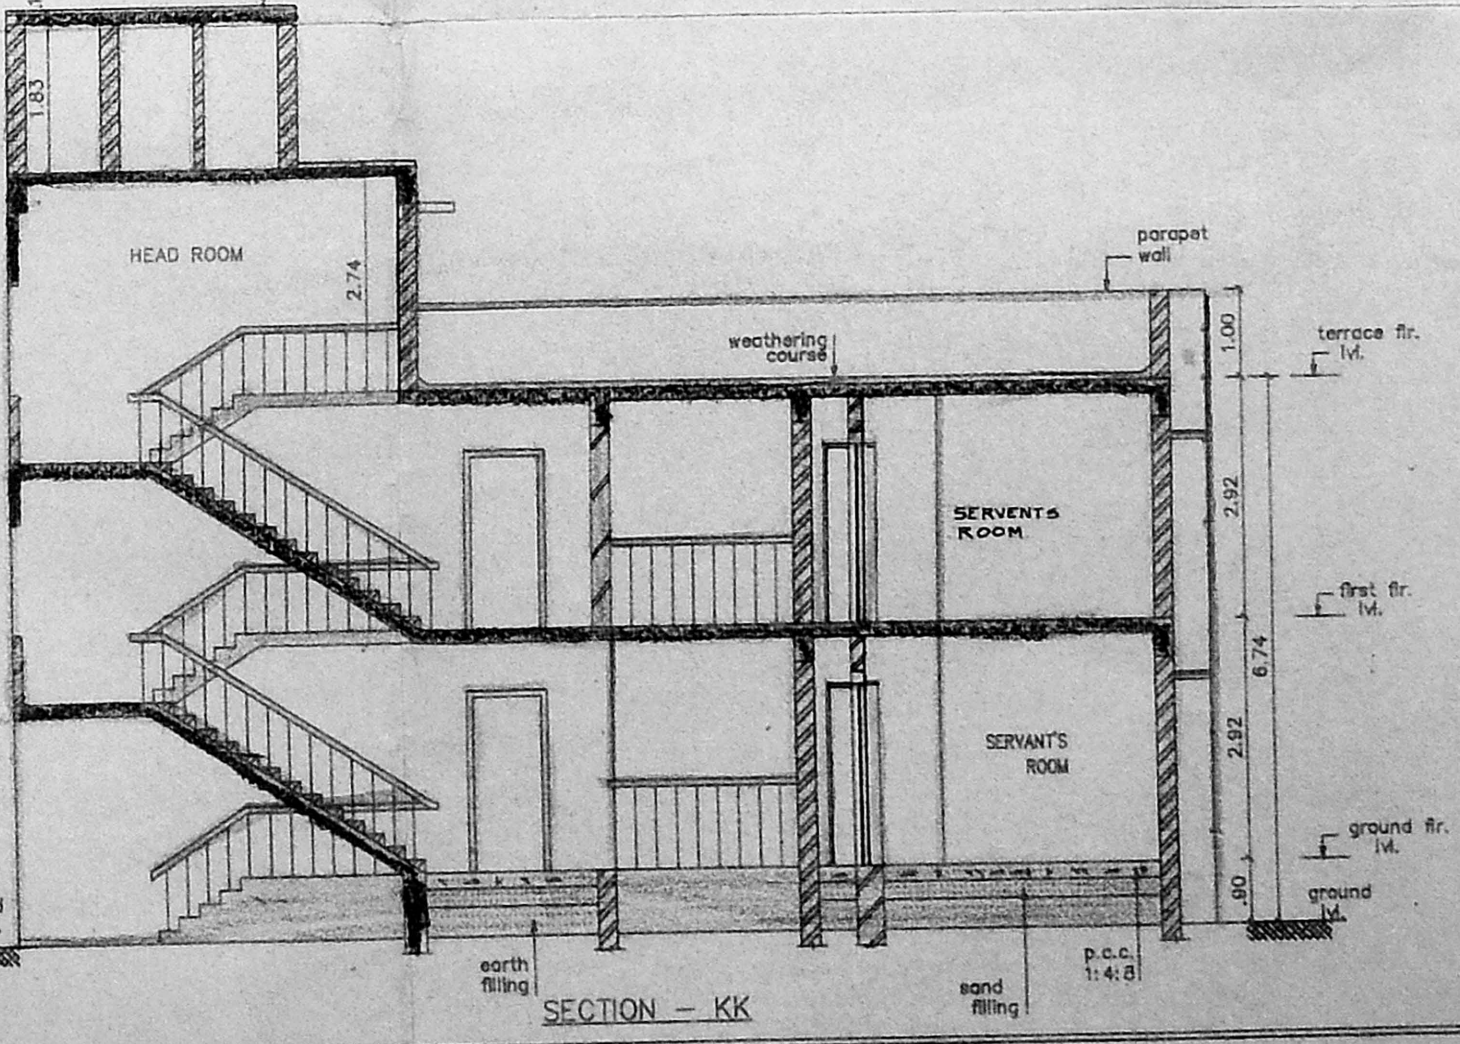 1.83
HEAD ROOM
2.74
parapet
wall
weathering
course
1.00
terrace flr.
lvl.
SERVENTS
ROOM
2.92
first flr.
lvl.
6.74
SERVANT'S
ROOM
2.92
ground flr.
lvl.
.90
ground
lvl.
earth
filling
sand
filling
p.c.c.
1:4:8
SECTION - KK